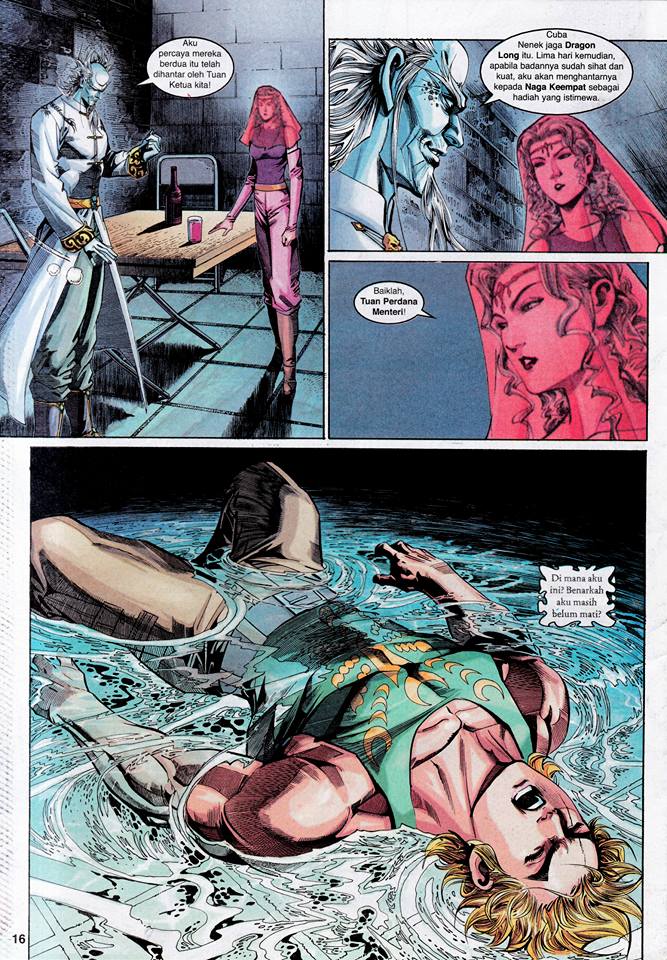 Aku
percaya mereka
berdua itu telah
dihantar oleh Tuan
Ketua kita!
Cuba
Nenek jaga Dragon
Long itu. Lima hari kemudian,
apabila badannya sudah sihat dan
kuat, aku akan menghantarnya
kepada Naga Keempat sebagai
hadiah yang istimewa.
Baiklah,
Tuan Perdana
Menteri!
Di mana aku
ini? Benarkah
aku masih
belum mati?
16